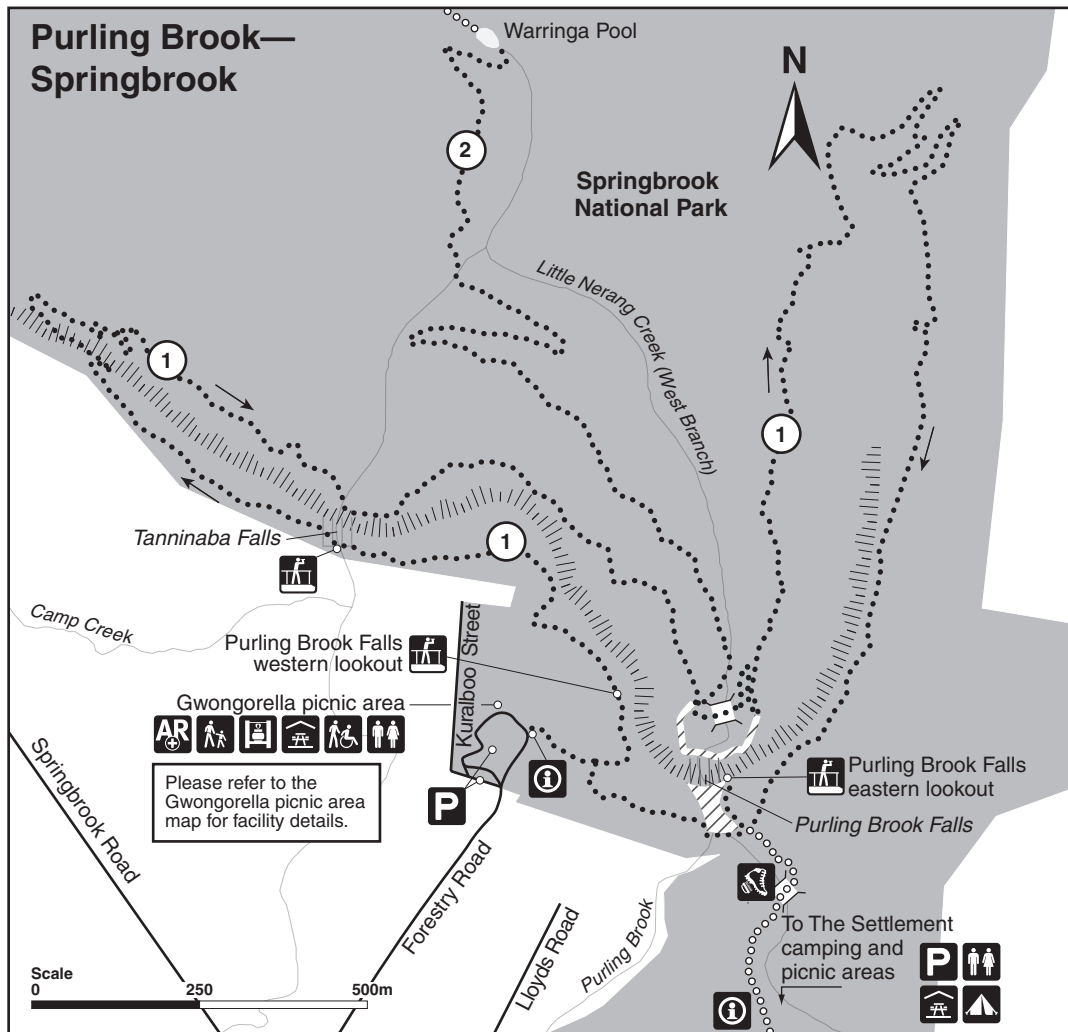 Purling Brook—
Springbrook
Warringa Pool
N
2
Springbrook
National Park
Little Nerang Creek (West Branch)
1
1
1
Tanninaba Falls
Camp Creek
Kuralboo Street
Purling Brook Falls
western lookout
Gwongorella picnic area
AR
Please refer to the
Gwongorella picnic area
map for facility details.
P
i
Purling Brook Falls
eastern lookout
Purling Brook Falls
Springbrook Road
Forestry Road
Lloyds Road
Purling Brook
To The Settlement
camping and
picnic areas
P
i
Scale
0 250 500m